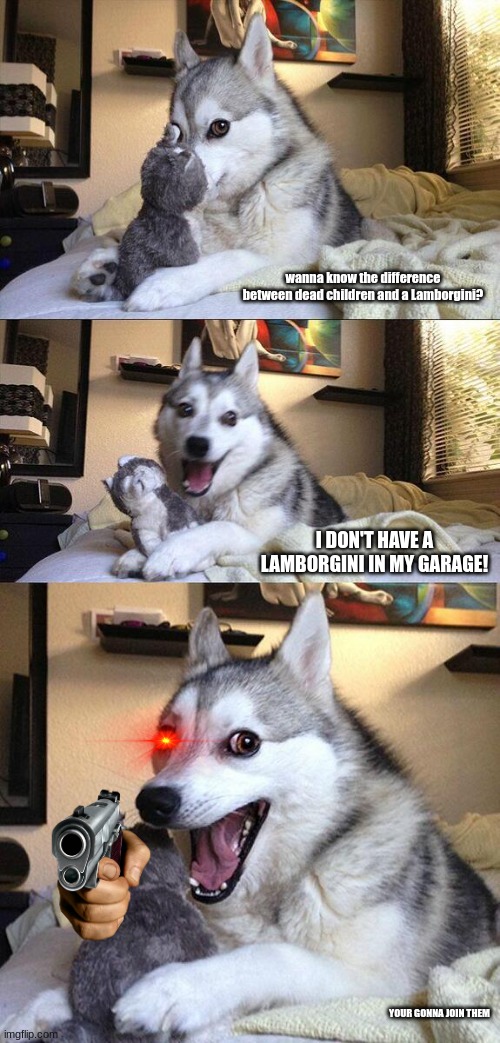 wanna know the difference
between dead children and a Lamborgini?
I DON'T HAVE A
LAMBORGINI IN MY GARAGE!
YOUR GONNA JOIN THEM
imgflip.com